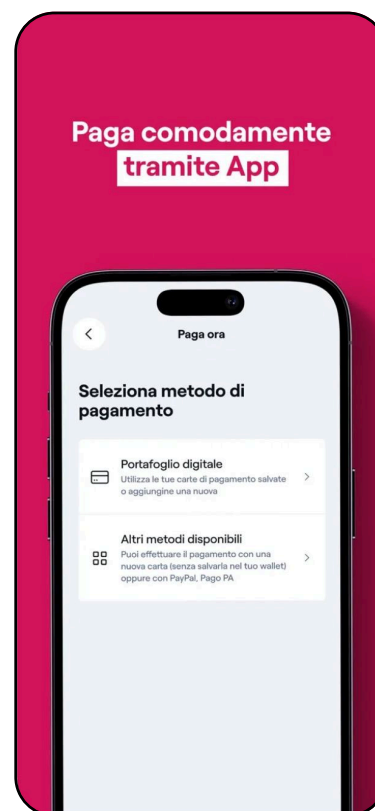 Paga comodamente
tramite App
Paga ora
Seleziona metodo di
pagamento
Portafoglio digitale
Utilizza le tue carte di pagamento salvate
o aggiungine una nuova
Altri metodi disponibili
Puoi effettuare il pagamento con una
nuova carta (senza salvarla nel tuo wallet)
oppure con PayPal, Pago PA